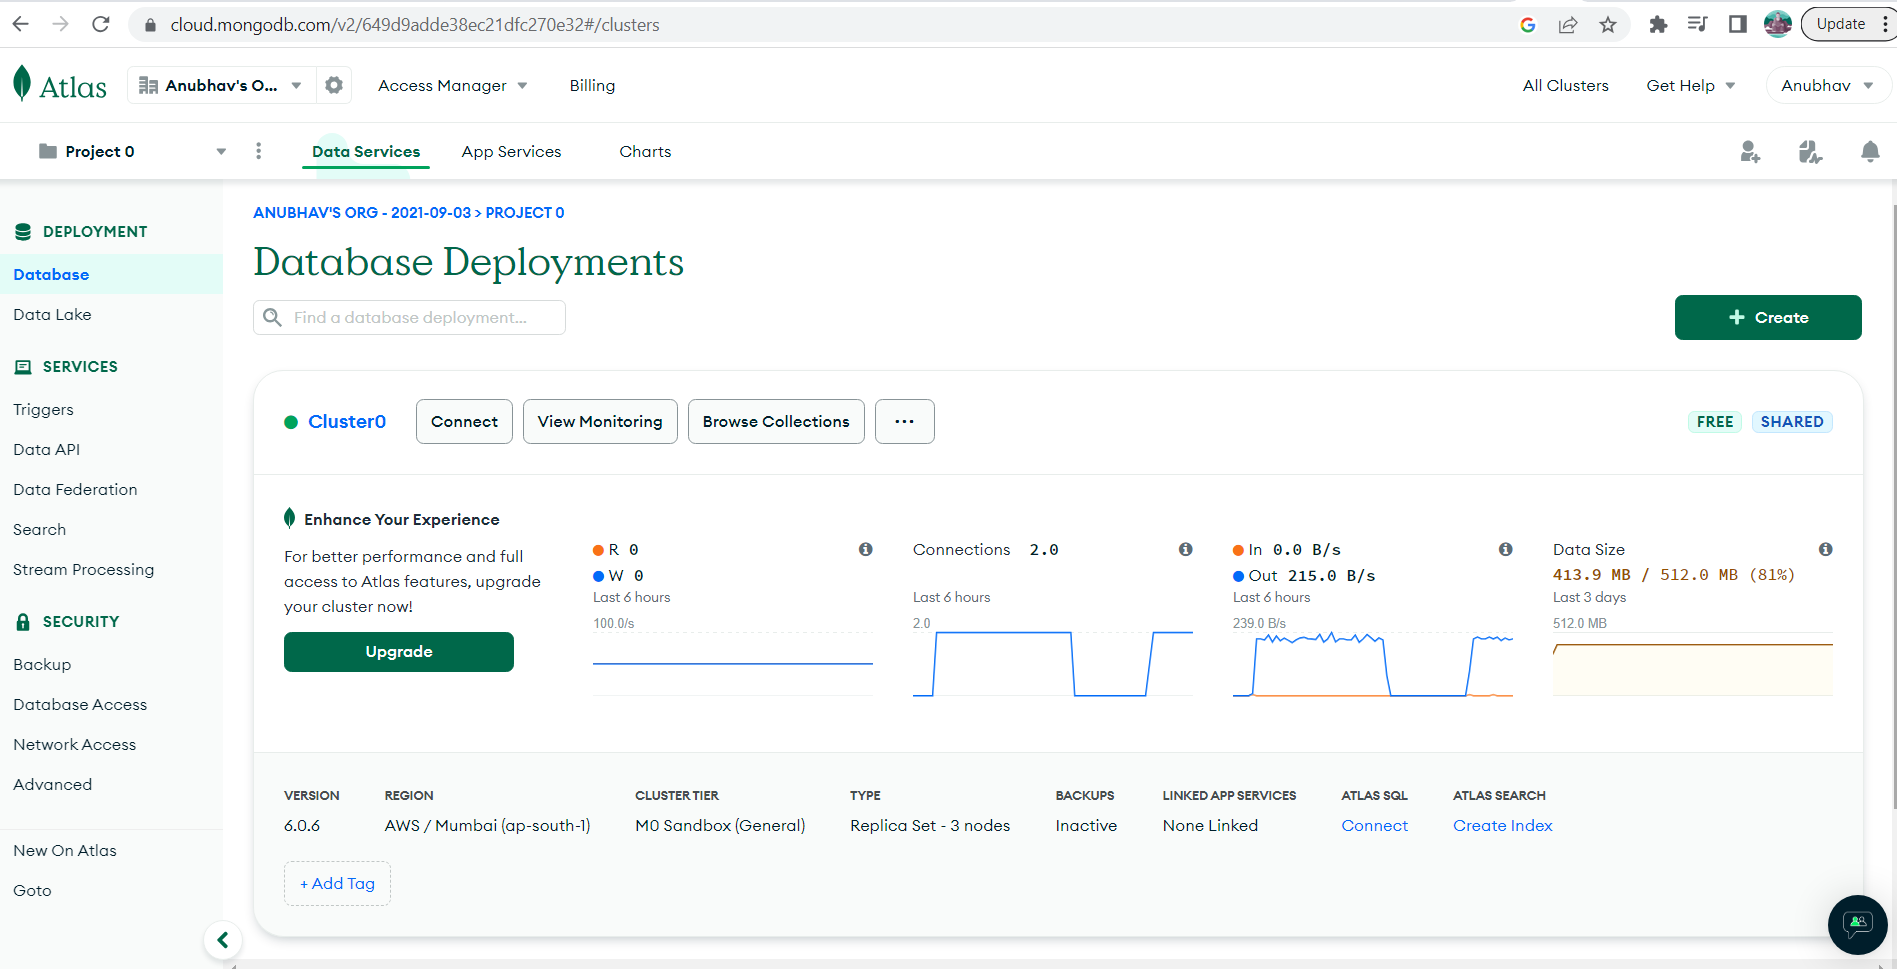 cloud.mongodb.com/v2/649d9adde38ec21dfc270e32#/clusters
Update
Atlas
Anubhav's O...
Access Manager
Billing
All Clusters
Get Help
Anubhav
Project 0
Data Services
App Services
Charts
DEPLOYMENT
Database
Data Lake
SERVICES
Triggers
Data API
Data Federation
Search
Stream Processing
SECURITY
Backup
Database Access
Network Access
Advanced
New On Atlas
Goto
ANUBHAV'S ORG - 2021-09-03 > PROJECT 0
Database Deployments
Find a database deployment...
+ Create
Cluster0
Connect
View Monitoring
Browse Collections
...
FREE
SHARED
Enhance Your Experience
For better performance and full
access to Atlas features, upgrade
your cluster now!
Upgrade
R 0
W 0
Last 6 hours
100.0/s
Connections 2.0
Last 6 hours
2.0
In 0.0 B/s
Out 215.0 B/s
Last 6 hours
239.0 B/s
Data Size
413.9 MB / 512.0 MB (81%)
Last 3 days
512.0 MB
VERSION
6.0.6
REGION
AWS / Mumbai (ap-south-1)
CLUSTER TIER
M0 Sandbox (General)
TYPE
Replica Set - 3 nodes
BACKUPS
Inactive
LINKED APP SERVICES
None Linked
ATLAS SQL
Connect
ATLAS SEARCH
Create Index
+ Add Tag